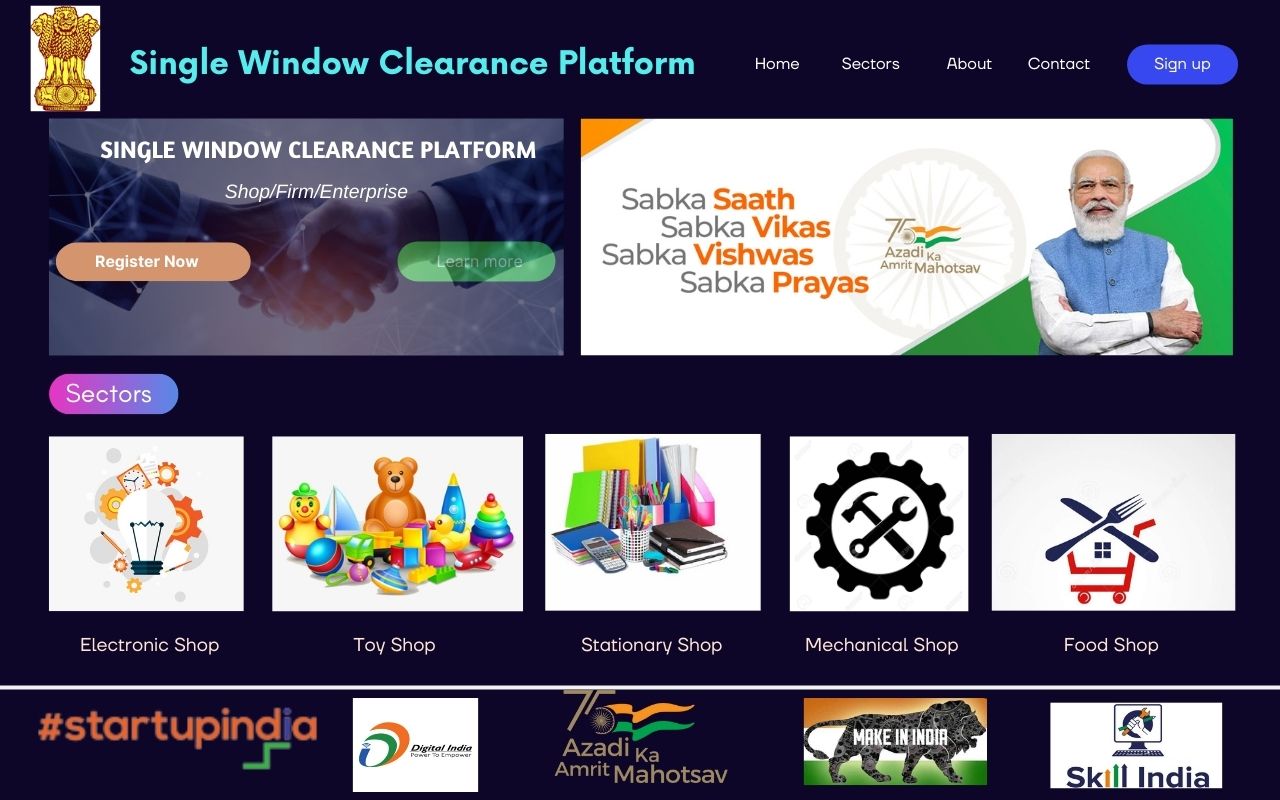 Single Window Clearance Platform
Home
Sectors
About
Contact
Sign up
SINGLE WINDOW CLEARANCE PLATFORM
Shop/Firm/Enterprise
Register Now
Learn more
Sabka Saath
Sabka Vikas
Sabka Vishwas
Sabka Prayas
75
Azadi Ka
Amrit Mahotsav
Sectors
Electronic Shop
Toy Shop
Stationary Shop
Mechanical Shop
Food Shop
#startupindia
Digital India
Power To Empower
75
Azadi Ka
Amrit Mahotsav
MAKE IN INDIA
Skill India